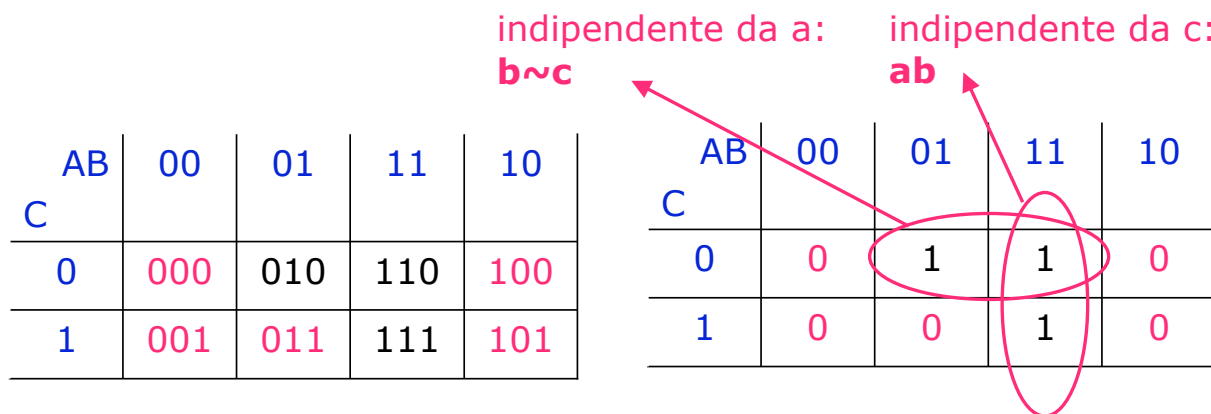 indipendente da a:
b~c
indipendente da c:
ab
AB 00 01 11 10
C
0 000 010 110 100
1 001 011 111 101
AB 00 01 11 10
C
0 0 1 1 0
1 0 0 1 0